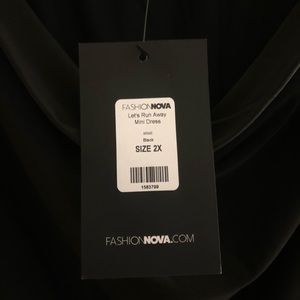 FASHIONNOVA
Let's Run Away
Mini Dress
Black
SIZE 2X
1583799
FASHIONNOVA.COM